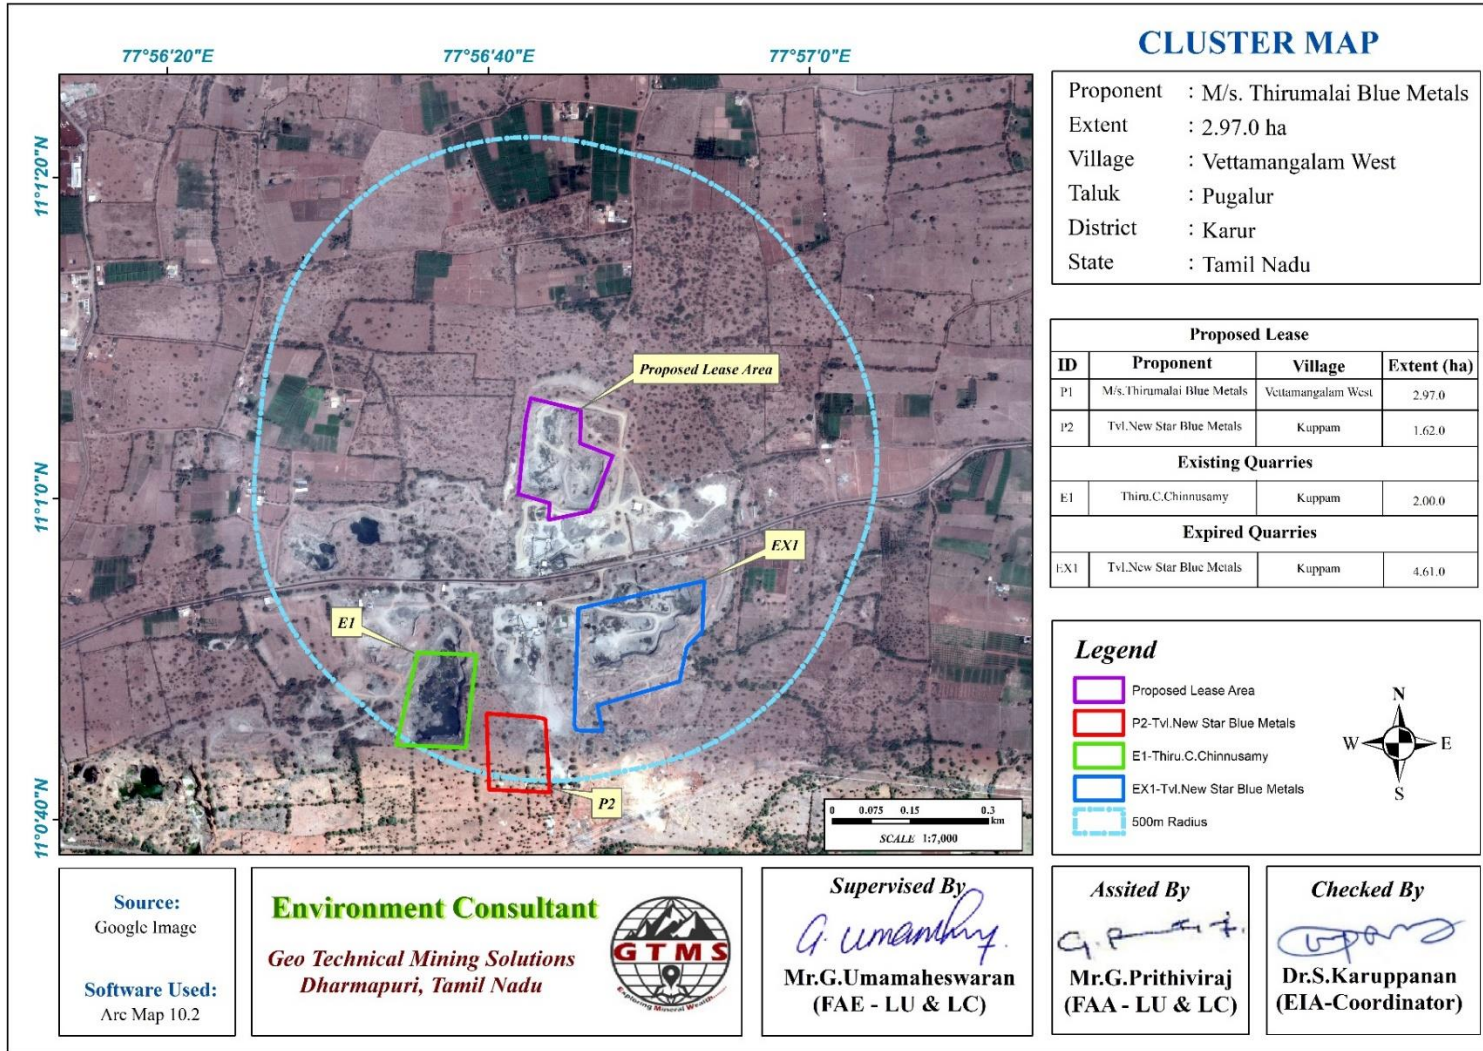 77°56'20"E
77°56'40"E
77°57'0"E
11°1'20"N
11°1'0"N
11°0'40"N
Proposed Lease Area
EX1
E1
P2
0 0.075 0.15 0.3
km
SCALE 1:7,000
CLUSTER MAP
Proponent : M/s. Thirumalai Blue Metals
Extent : 2.97.0 ha
Village : Vettamangalam West
Taluk : Pugalur
District : Karur
State : Tamil Nadu
Proposed Lease
ID Proponent Village Extent (ha)
P1 M/s.Thirumalai Blue Metals Vettamangalam West 2.97.0
P2 Tvl.New Star Blue Metals Kuppam 1.62.0
Existing Quarries
E1 Thiru.C.Chinnusamy Kuppam 2.00.0
Expired Quarries
EX1 Tvl.New Star Blue Metals Kuppam 4.61.0
Legend
Proposed Lease Area
P2-Tvl.New Star Blue Metals
E1-Thiru.C.Chinnusamy
EX1-Tvl.New Star Blue Metals
500m Radius
N
W E
S
Source:
Google Image
Software Used:
Arc Map 10.2
Environment Consultant
Geo Technical Mining Solutions
Dharmapuri, Tamil Nadu
GTMS
Exploring Mineral Wealth......
Supervised By
G. Umamhy.
Mr.G.Umamaheswaran
(FAE - LU & LC)
Assited By
Mr.G.Prithiviraj
(FAA - LU & LC)
Checked By
Dr.S.Karuppanan
(EIA-Coordinator)